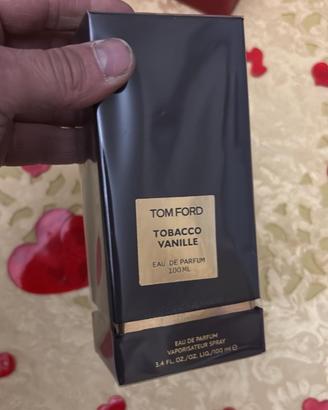 TOM FORD
TOBACCO
VANILLE
EAU DE PARFUM
100 ML
EAU DE PARFUM
VAPORISATEUR SPRAY
3.4 FL. OZ./OZ. LIQ./100 ml ℮